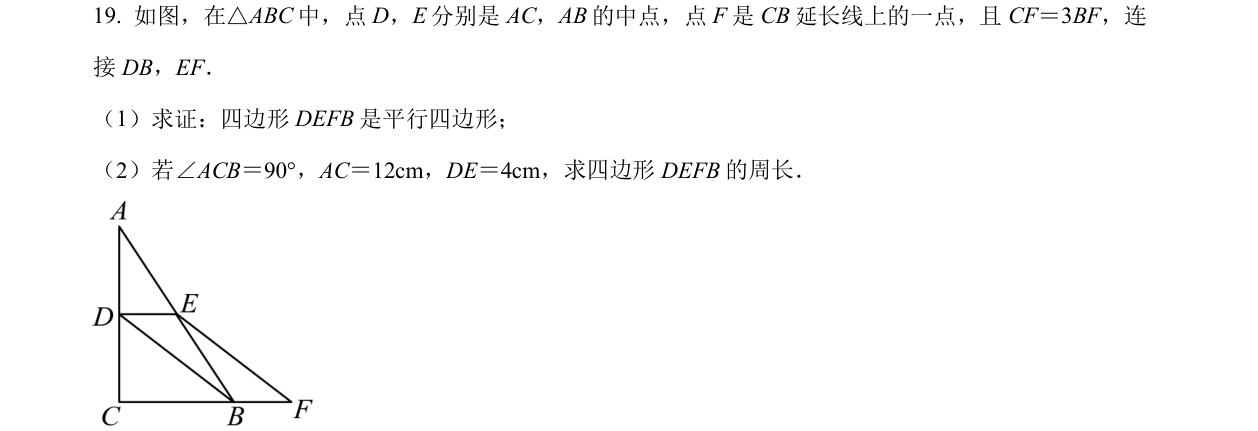 19. 如图，在△ABC中，点D，E分别是AC，AB的中点，点F是CB延长线上的一点，且CF＝3BF，连
接DB，EF．
（1）求证：四边形DEFB是平行四边形；
（2）若∠ACB＝90°，AC＝12cm，DE＝4cm，求四边形DEFB的周长．
A
D
E
C
B
F